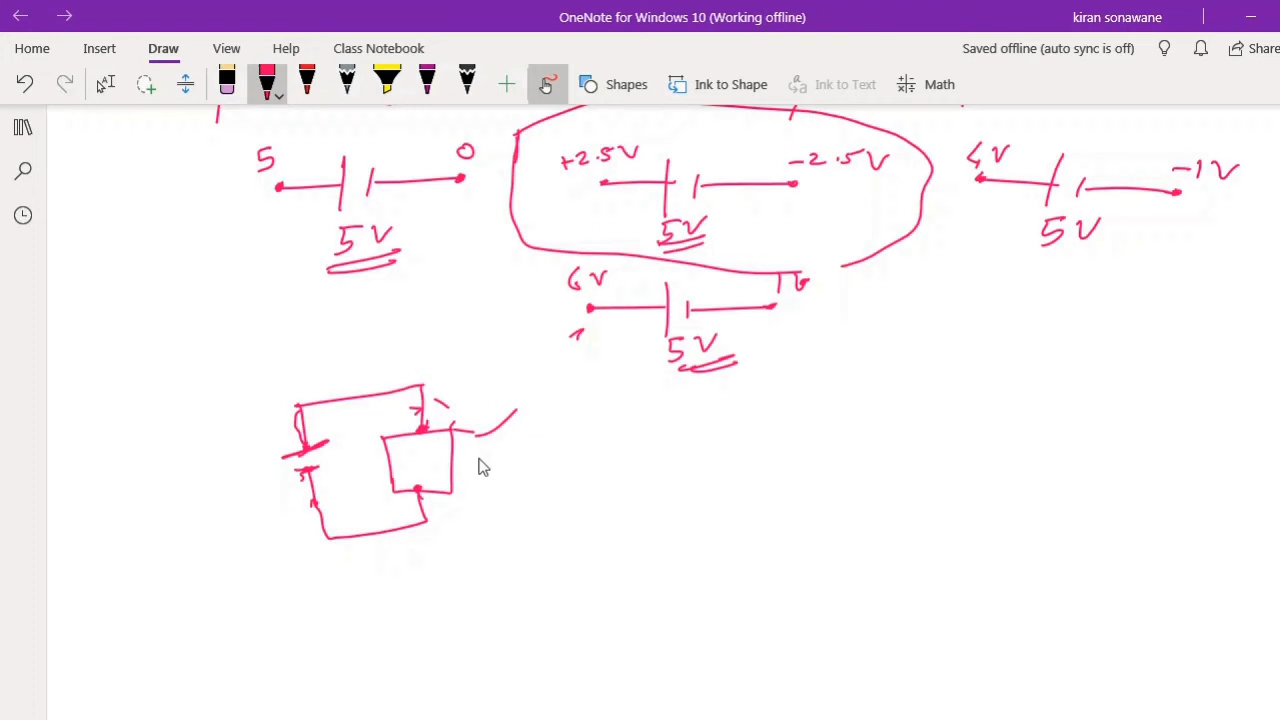 OneNote for Windows 10 (Working offline)
kiran sonawane
Home Insert Draw View Help Class Notebook
Saved offline (auto sync is off)
Share
Shapes
Ink to Shape
Ink to Text
Math
5 0
5V
+2.5V -2.5V
5V
4V -1V
5V
6V
5V